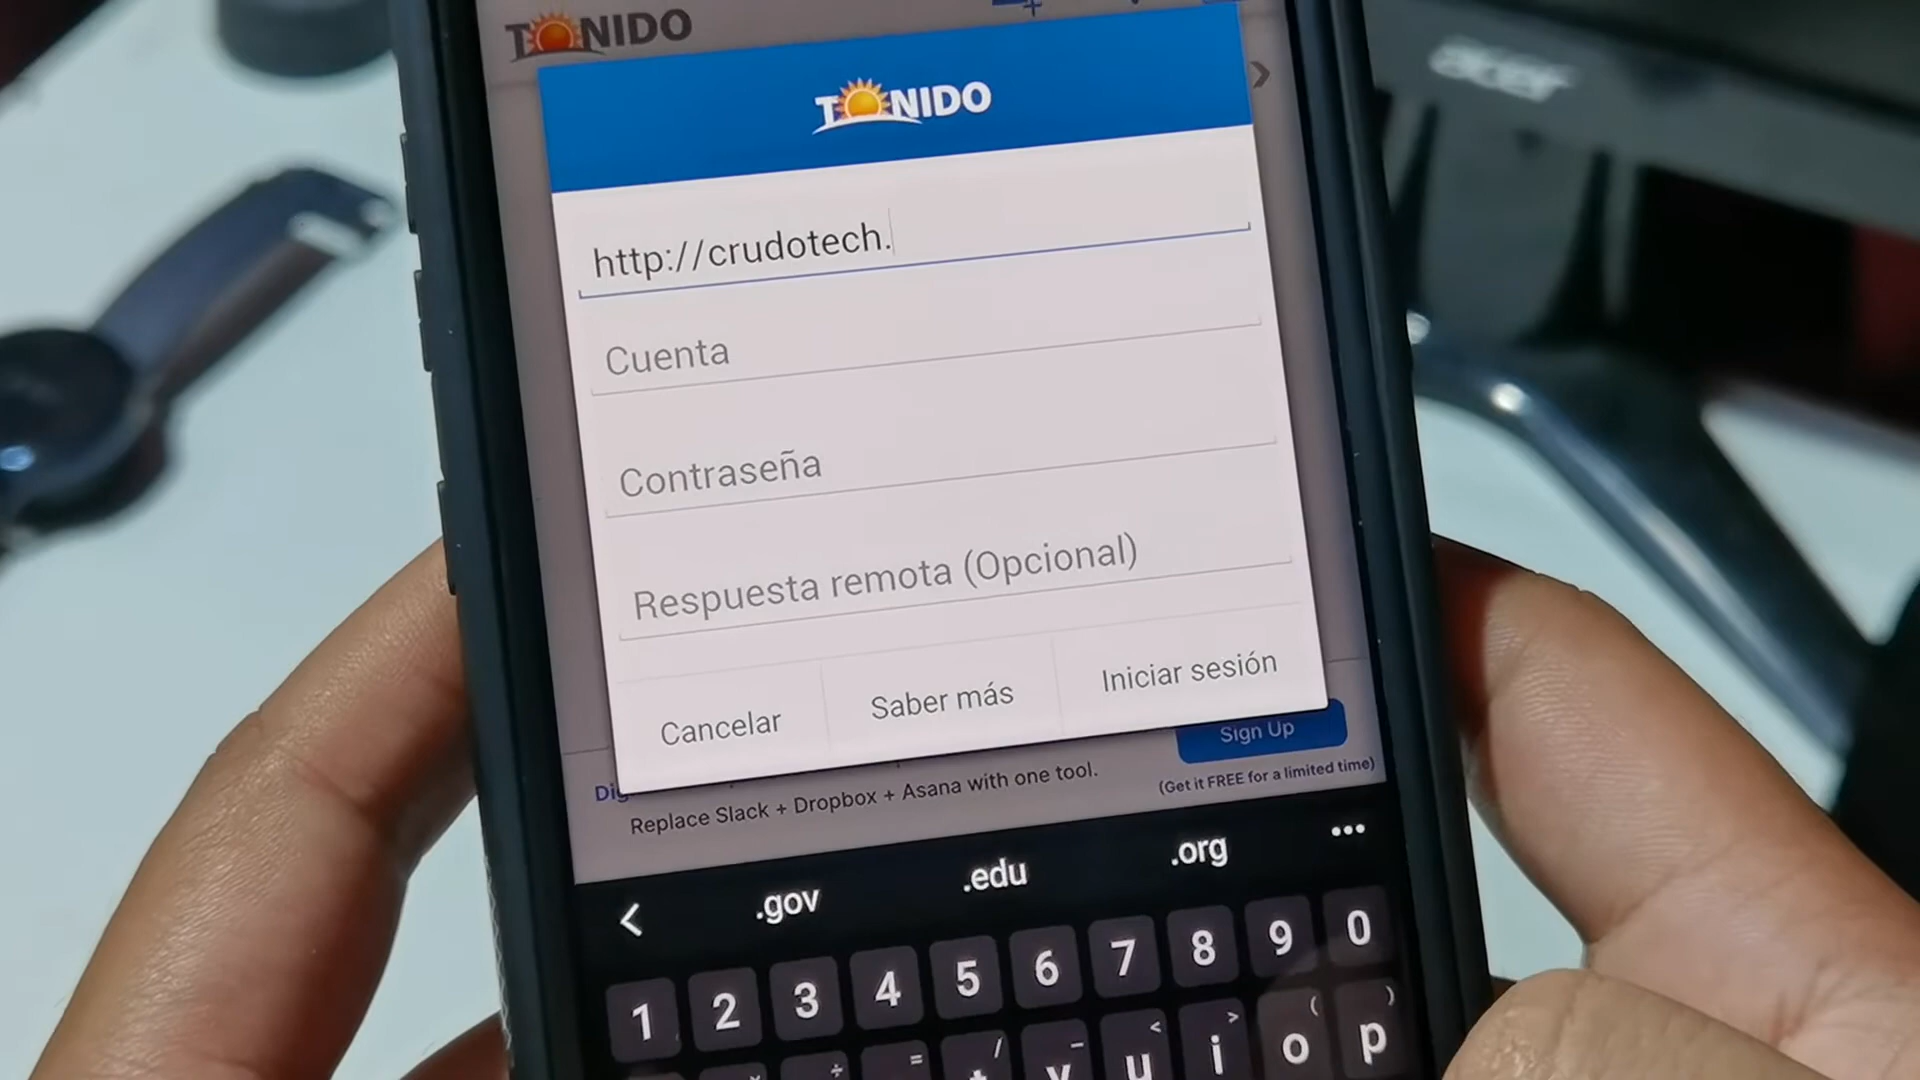 TONIDO
acer
TONIDO
http://crudotech.
Cuenta
Contraseña
Respuesta remota (Opcional)
Cancelar Saber más Iniciar sesión
Sign Up
Replace Slack + Dropbox + Asana with one tool.
(Get it FREE for a limited time)
.gov .edu .org
1 2 3 4 5 6 7 8 9 0
u i o p